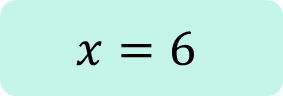 x = 6